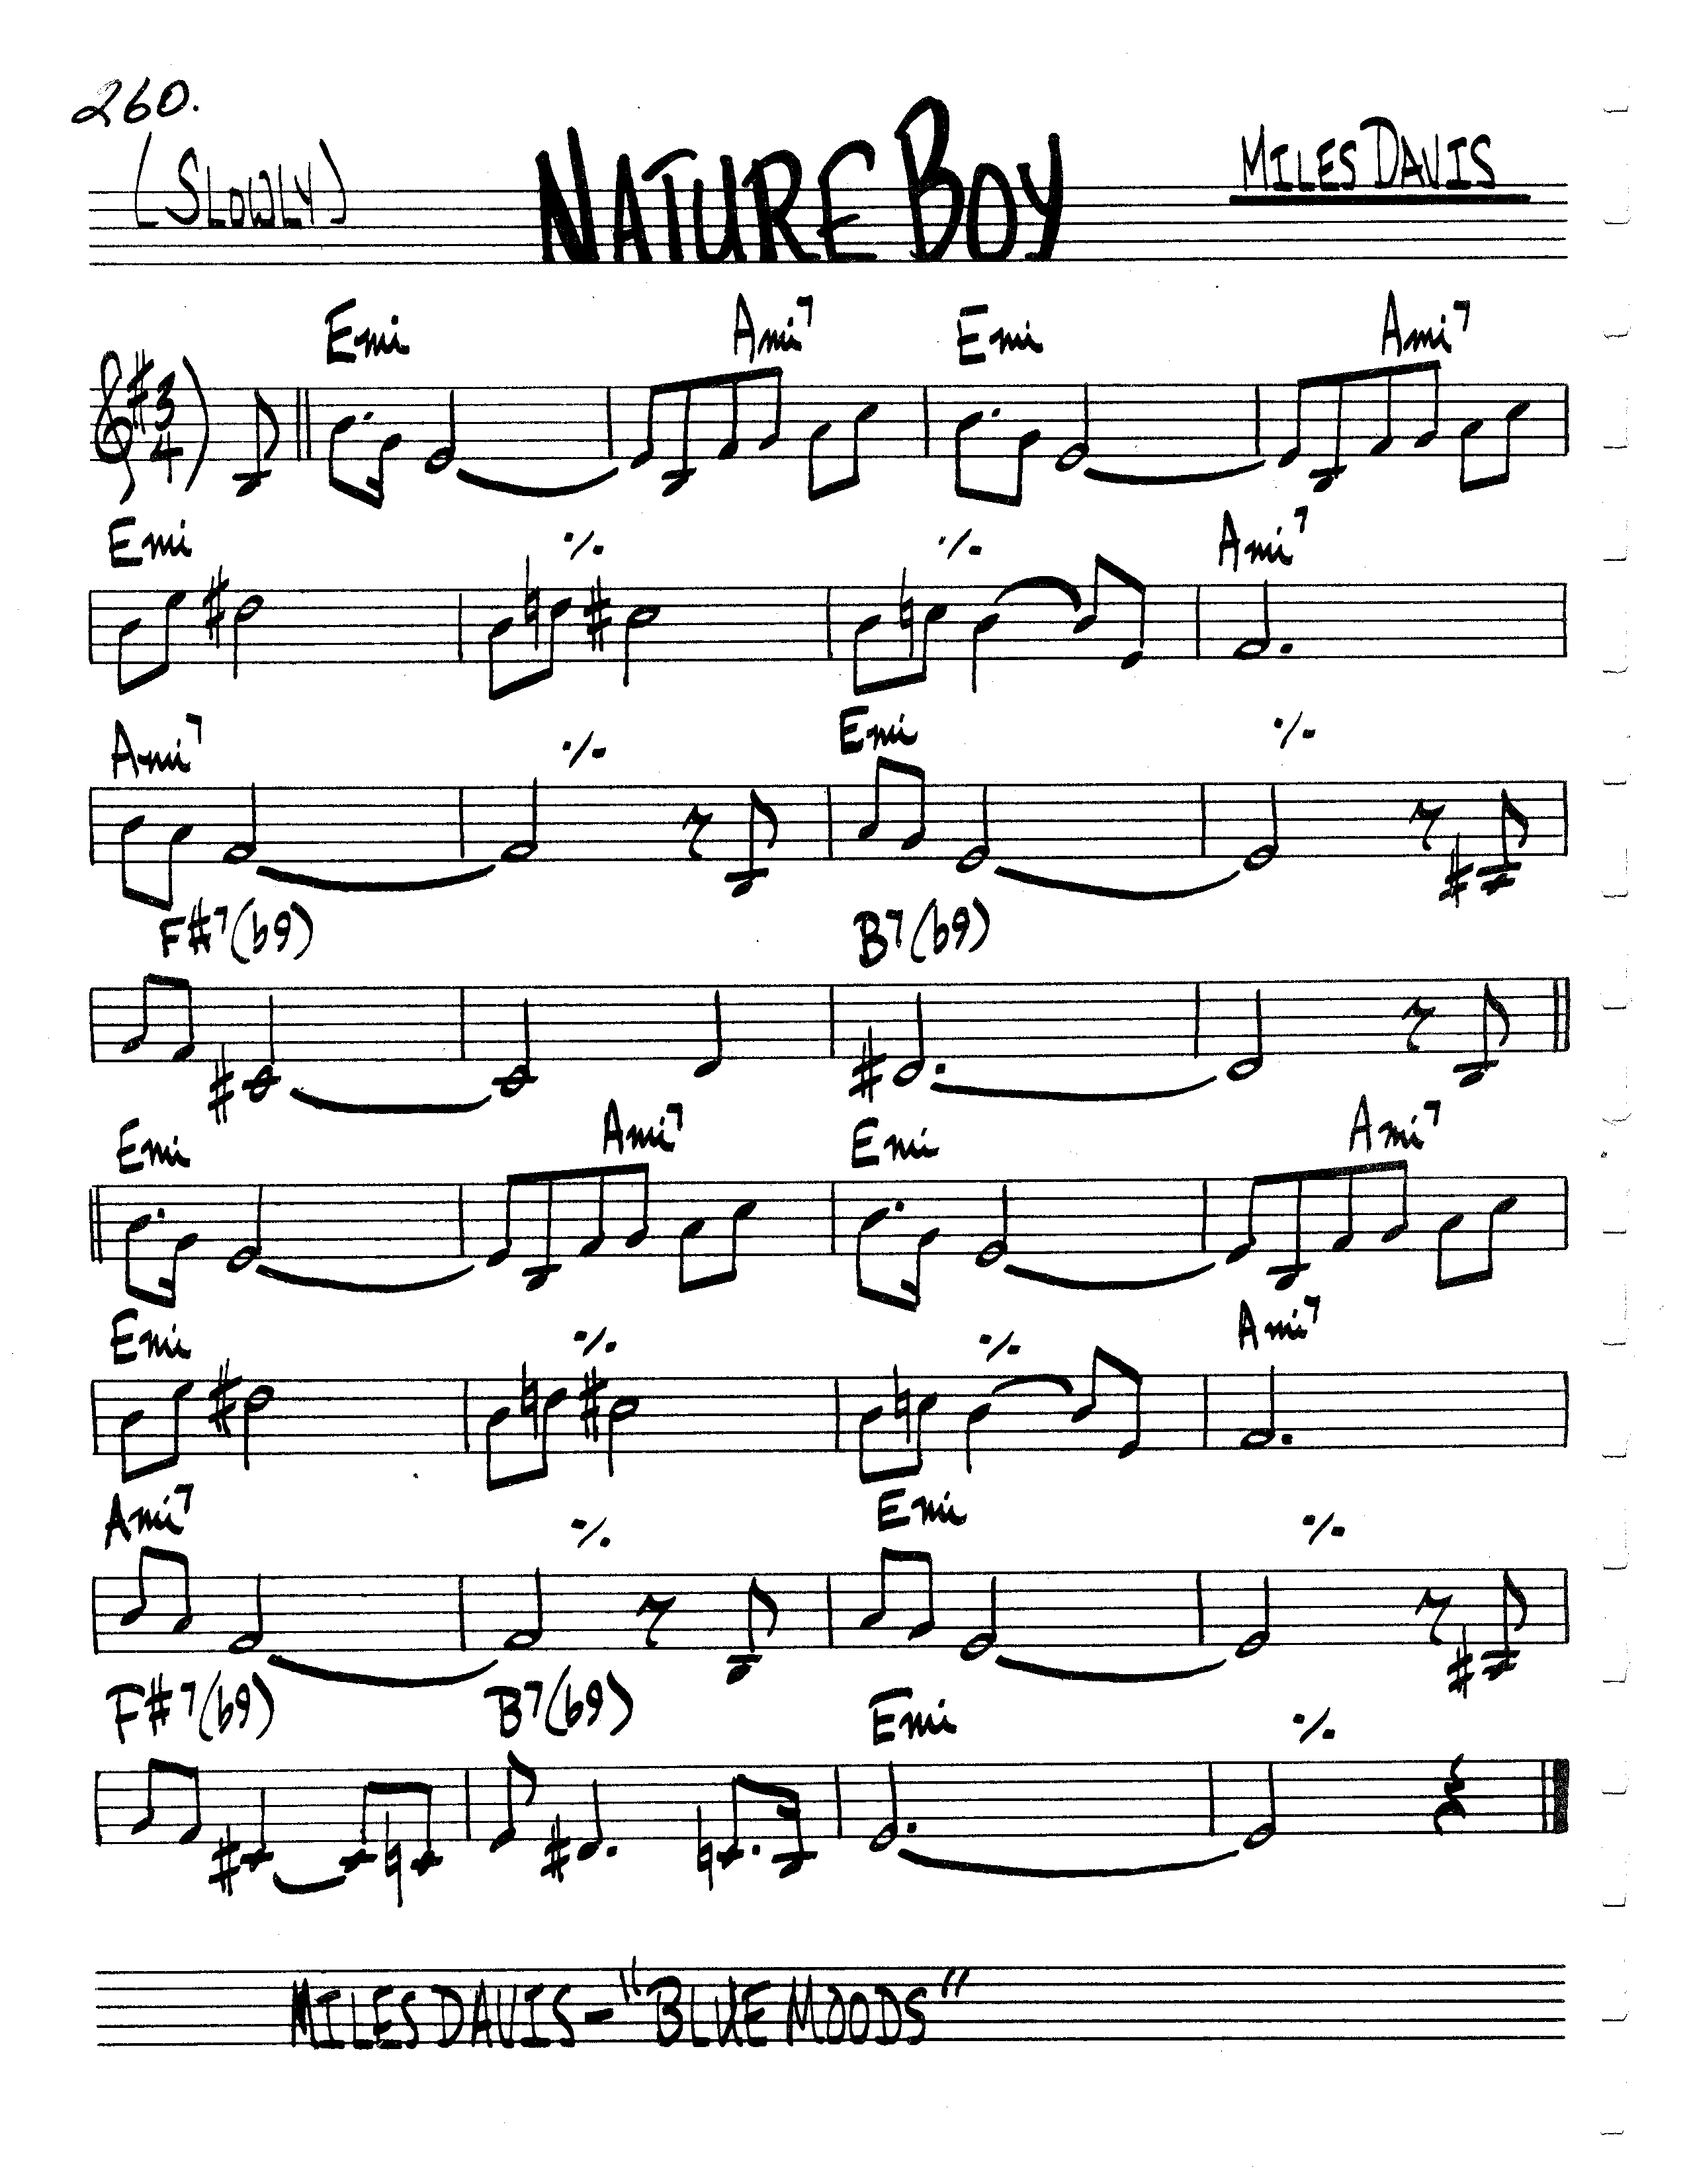 260.
(SLOWLY)
NATURE BOY
MILES DAVIS
Emi Ami7 Emi Ami7
3
4
Emi ٪ ٪ Ami7
Ami7 ٪ Emi ٪
F#7(b9) B7(b9)
Emi Ami7 Emi Ami7
Emi ٪ ٪ Ami7
Ami7 ٪ Emi ٪
F#7(b9) B7(b9) Emi ٪
MILES DAVIS - "BLUE MOODS"